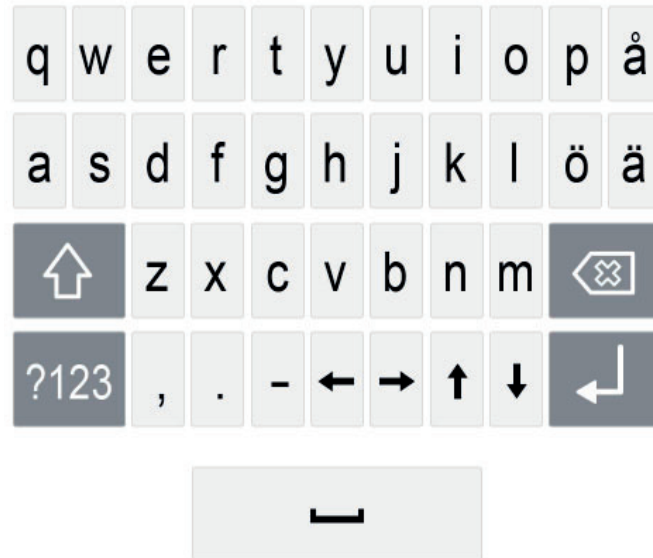 q w e r t y u i o p å
a s d f g h j k l ö ä
z x c v b n m
?123 , . - ← → ↑ ↓